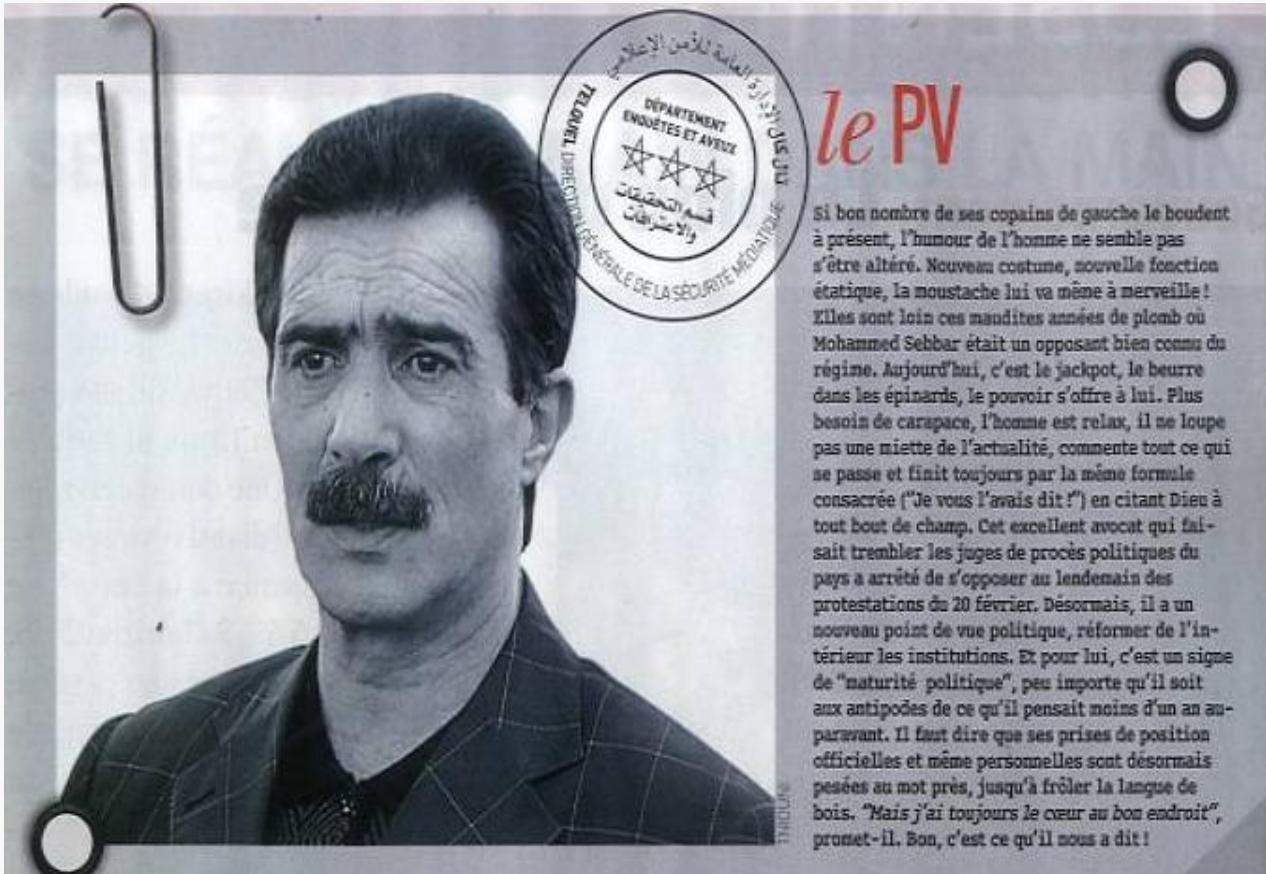 تال كال الإدارة العامة للأمن الإعلامي
TELQUEL DIRECTION GÉNÉRALE DE LA SÉCURITÉ MÉDIATIQUE
DÉPARTEMENT
ENQUÊTES ET AVEUX
قسم التحقيقات
والاعترافات
le PV
Si bon nombre de ses copains de gauche le boudent
à présent, l'humour de l'homme ne semble pas
s'être altéré. Nouveau costume, nouvelle fonction
étatique, la moustache lui va même à merveille !
Elles sont loin ces maudites années de plomb où
Mohammed Sebbar était un opposant bien connu du
régime. Aujourd'hui, c'est le jackpot, le beurre
dans les épinards, le pouvoir s'offre à lui. Plus
besoin de carapace, l'homme est relax, il ne loupe
pas une miette de l'actualité, commente tout ce qui
se passe et finit toujours par la même formule
consacrée ("Je vous l'avais dit !") en citant Dieu à
tout bout de champ. Cet excellent avocat qui fai-
sait trembler les juges de procès politiques du
pays a arrêté de s'opposer au lendemain des
protestations du 20 février. Désormais, il a un
nouveau point de vue politique, réformer de l'in-
térieur les institutions. Et pour lui, c'est un signe
de "maturité politique", peu importe qu'il soit
aux antipodes de ce qu'il pensait moins d'un an au-
paravant. Il faut dire que ses prises de position
officielles et même personnelles sont désormais
pesées au mot près, jusqu'à frôler la langue de
bois. "Mais j'ai toujours le cœur au bon endroit",
promet-il. Bon, c'est ce qu'il nous a dit !